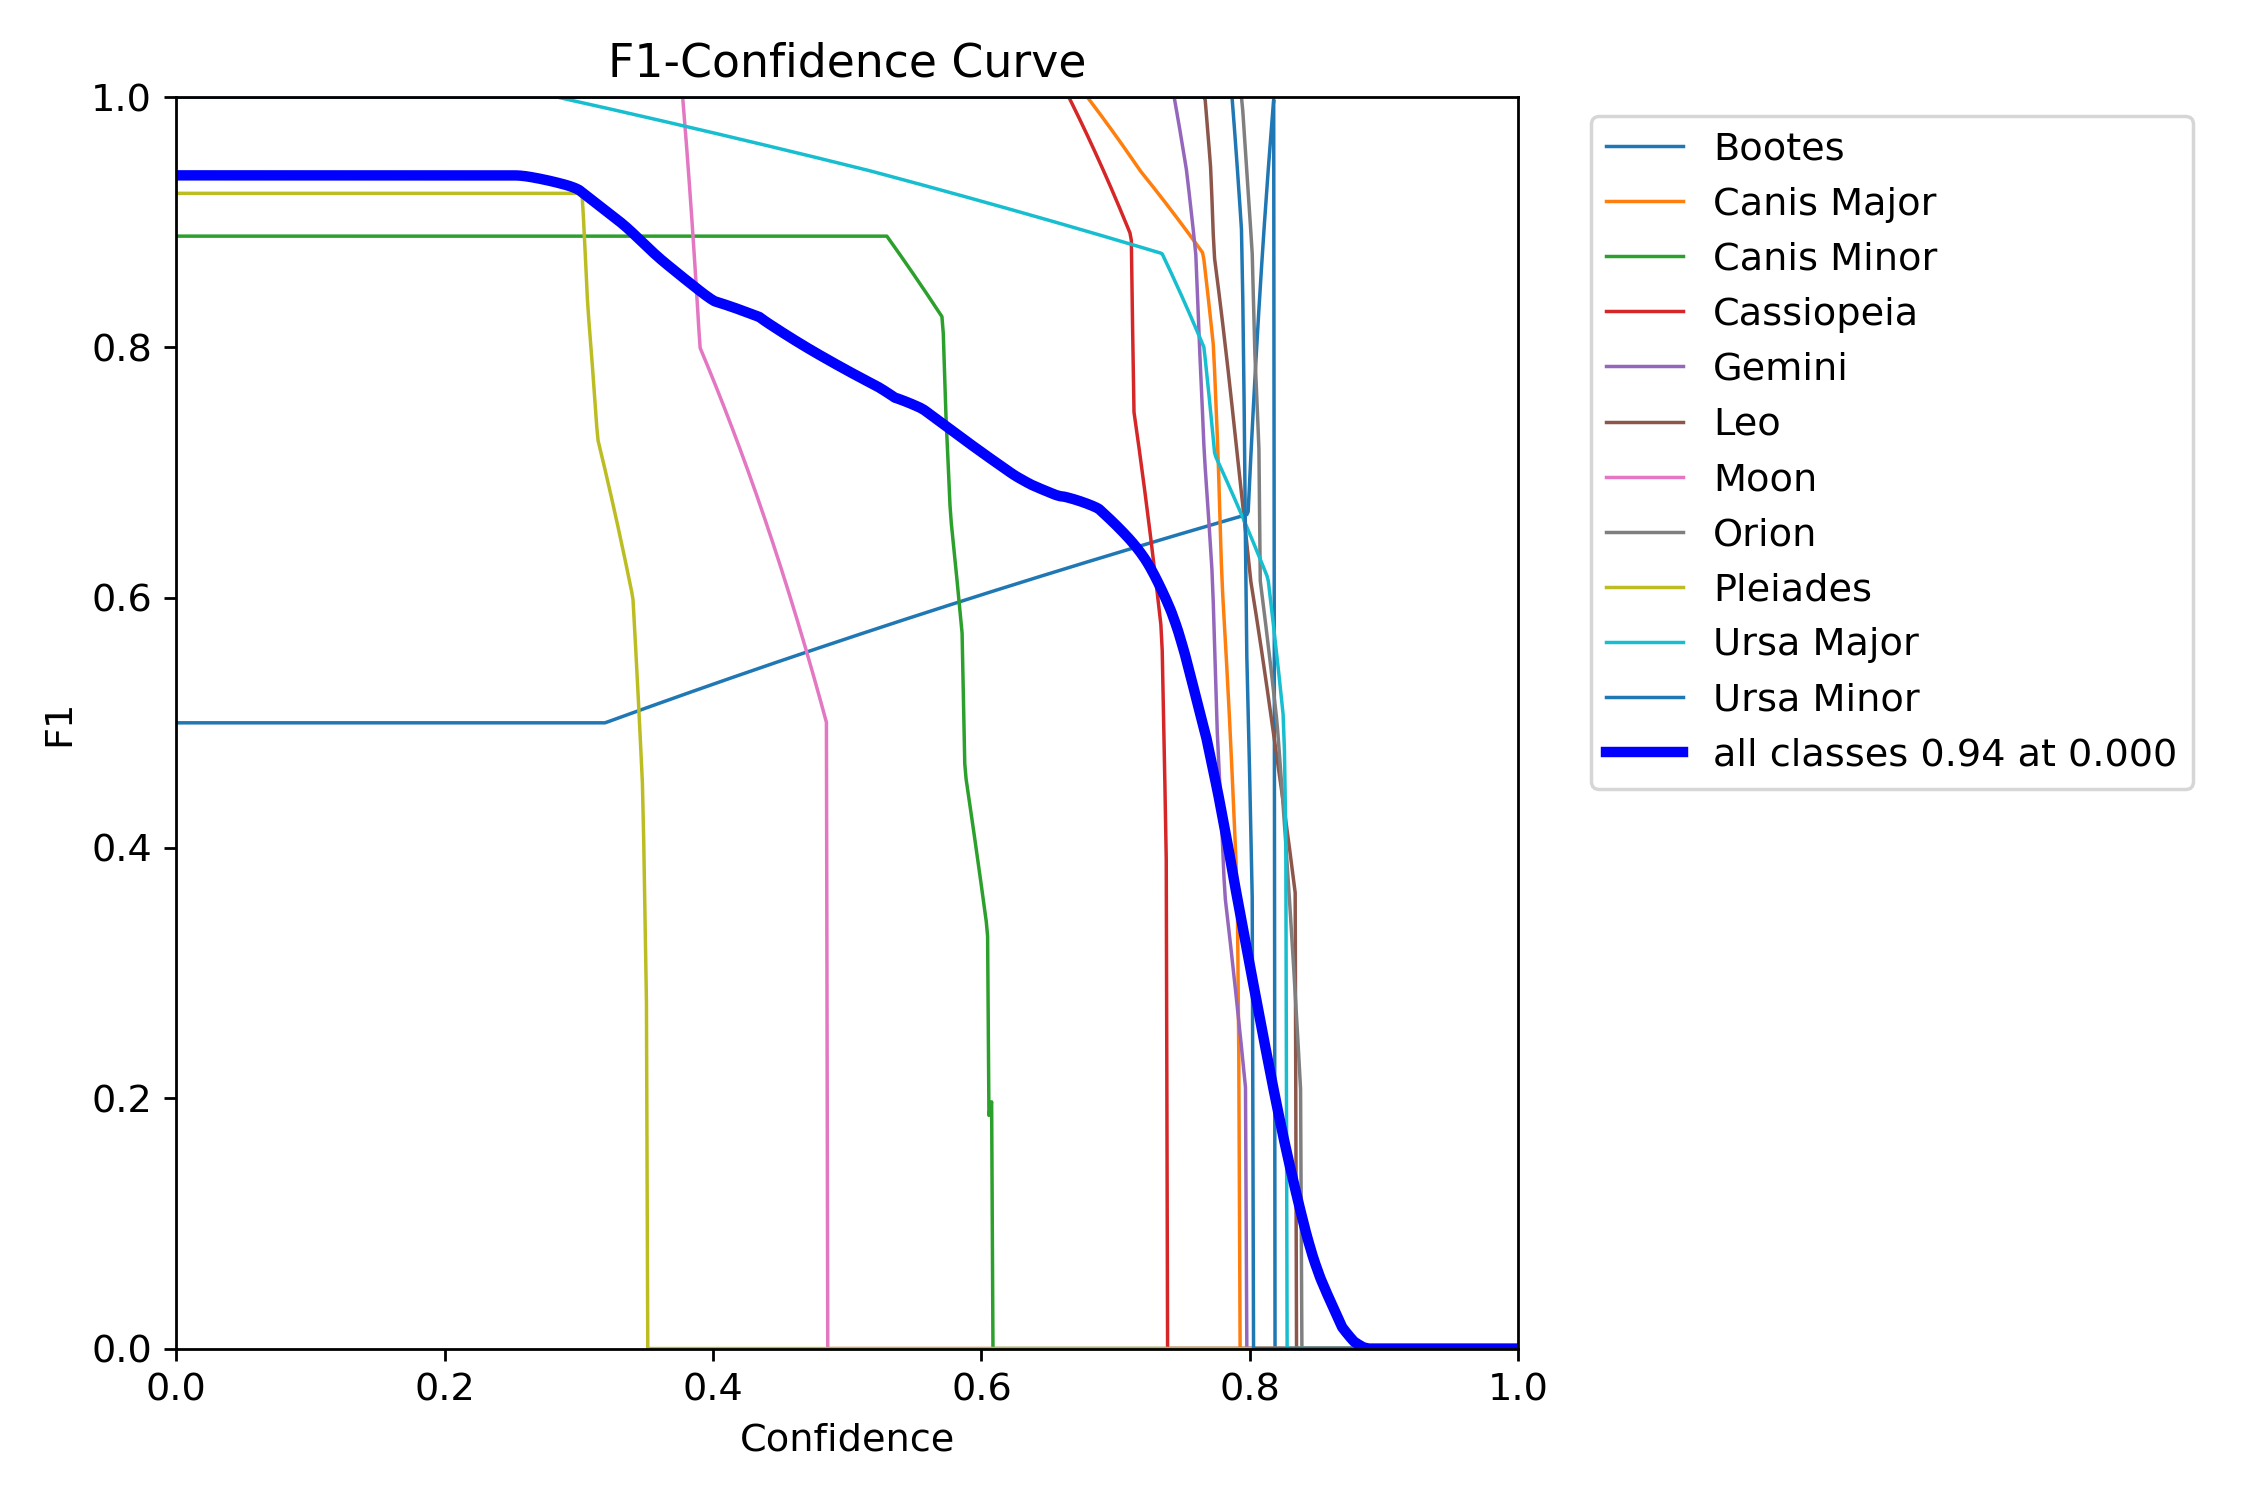 F1-Confidence Curve
1.0
0.8
0.6
0.4
0.2
0.0
F1
0.0 0.2 0.4 0.6 0.8 1.0
Confidence
Bootes
Canis Major
Canis Minor
Cassiopeia
Gemini
Leo
Moon
Orion
Pleiades
Ursa Major
Ursa Minor
all classes 0.94 at 0.000